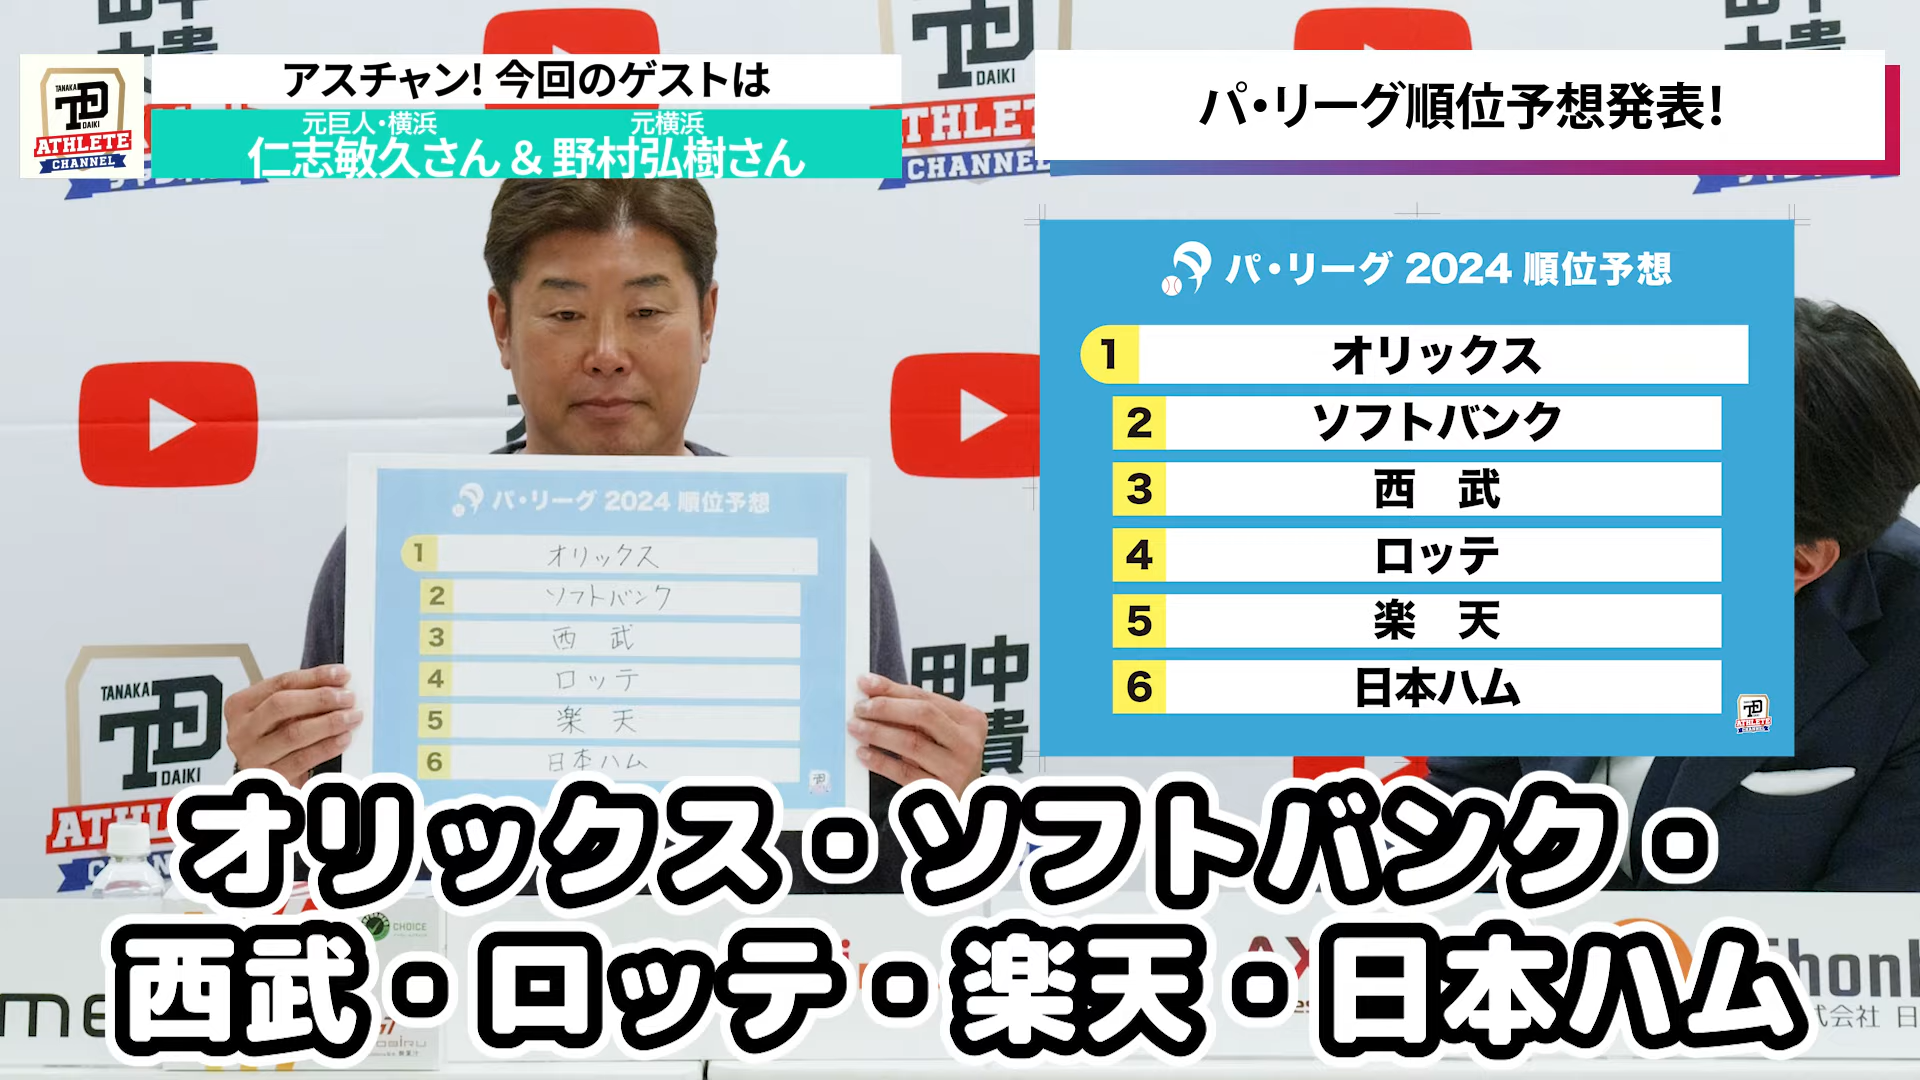 アスチャン! 今回のゲストは
元巨人・横浜 元横浜
仁志敏久さん & 野村弘樹さん
パ・リーグ順位予想発表!
TANAKA
DAIKI
ATHLETE
CHANNEL
DAIKI
CHANNEL
パ・リーグ 2024 順位予想
1 オリックス
2 ソフトバンク
3 西 武
4 ロッテ
5 楽 天
6 日本ハム
パ・リーグ 2024 順位予想
1 オリックス
2 ソフトバンク
3 西 武
4 ロッテ
5 楽 天
6 日本ハム
TANAKA
DAIKI
田中
貴
CHOICE
オリックス・ソフトバンク・
西武・ロッテ・楽天・日本ハム